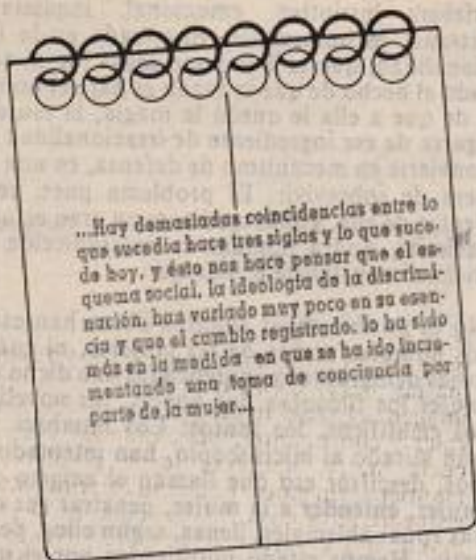 ...Hay demasiadas coincidencias entre lo
que sucedía hace tres siglos y lo que suce-
de hoy, y ésto nos hace pensar que el es-
quema social, la ideología de la discrimi-
nación, han variado muy poco en su esen-
cia y que el cambio registrado, lo ha sido
más en la medida en que se ha ido incre-
mentando una toma de conciencia por
parte de la mujer...